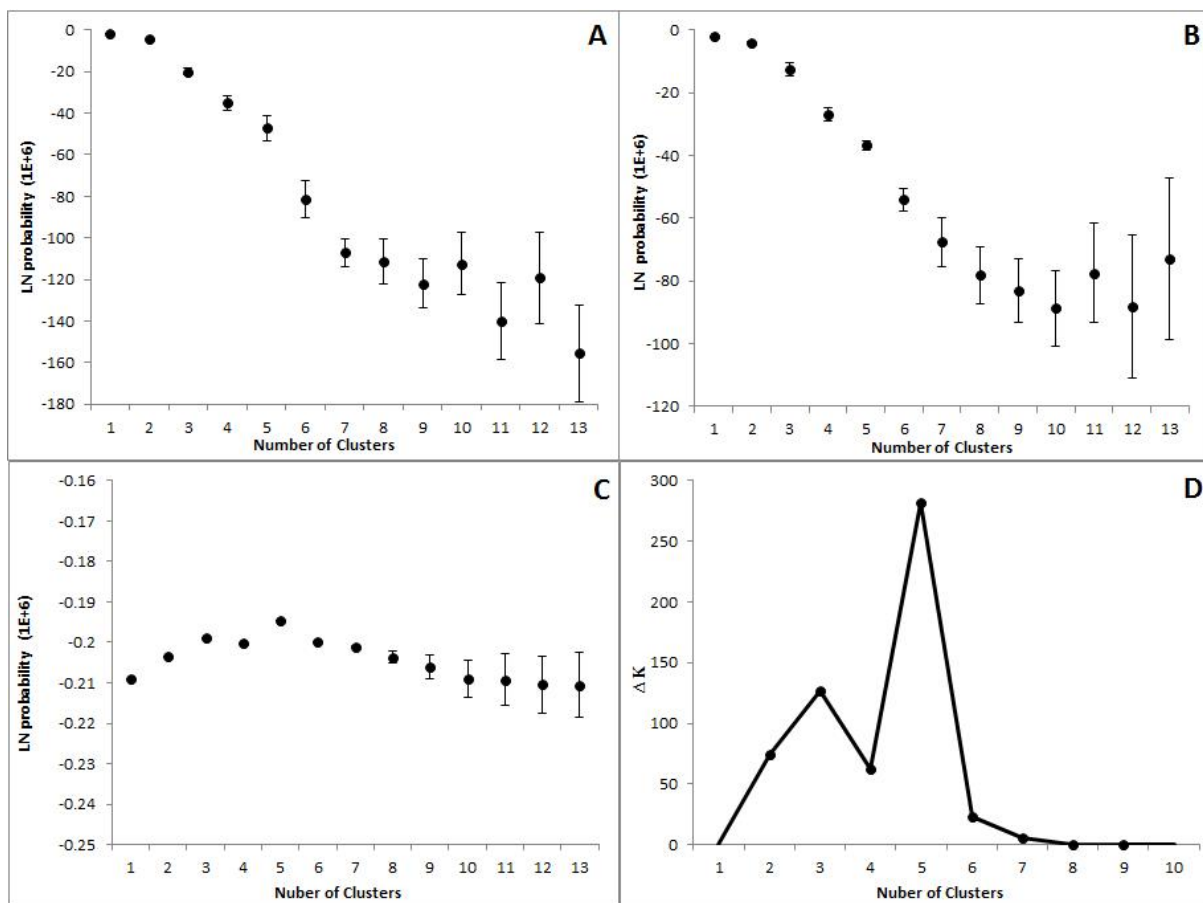 A
LN probability (1E+6)
0
-20
-40
-60
-80
-100
-120
-140
-160
-180
1 2 3 4 5 6 7 8 9 10 11 12 13
Number of Clusters
B
LN probability (1E+6)
0
-20
-40
-60
-80
-100
-120
1 2 3 4 5 6 7 8 9 10 11 12 13
Number of Clusters
C
LN probability (1E+6)
-0.16
-0.17
-0.18
-0.19
-0.2
-0.21
-0.22
-0.23
-0.24
-0.25
1 2 3 4 5 6 7 8 9 10 11 12 13
Nuber of Clusters
D
Δ K
300
250
200
150
100
50
0
1 2 3 4 5 6 7 8 9 10
Nuber of Clusters